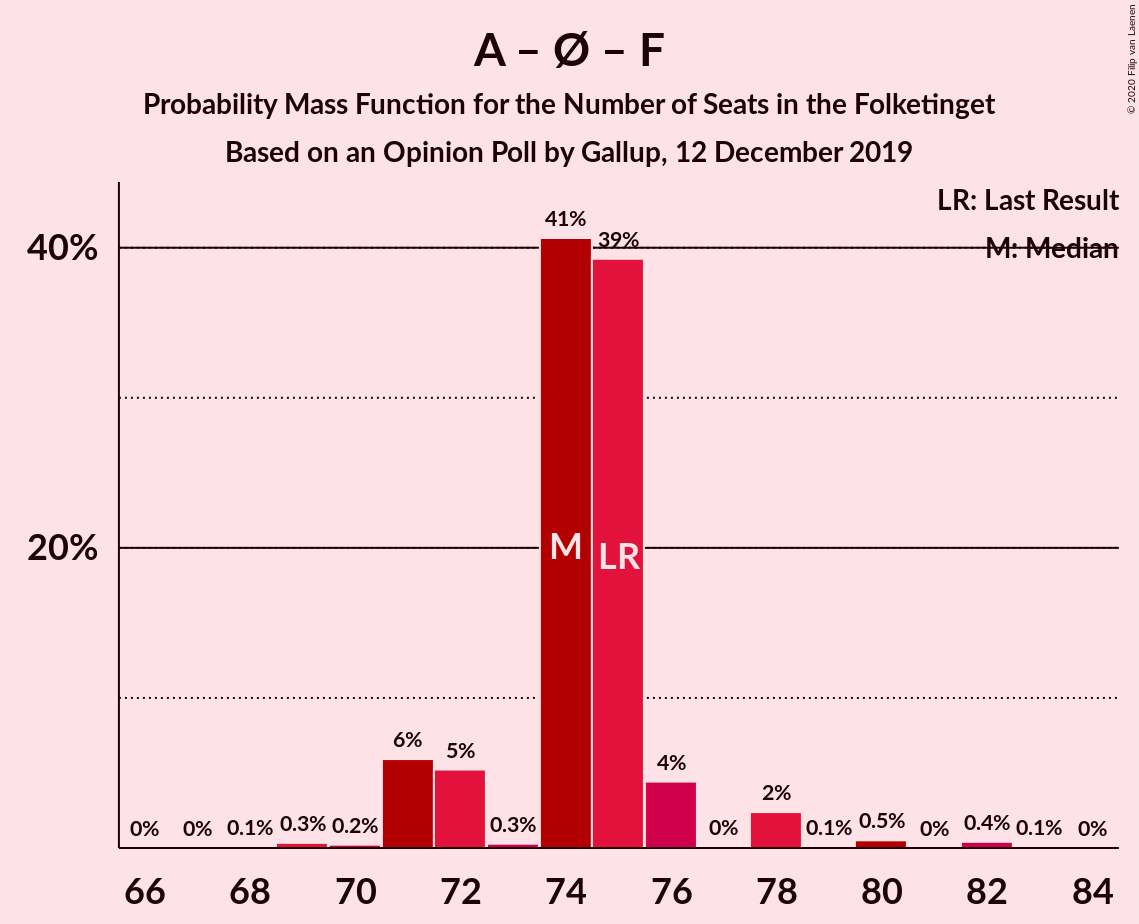 A – Ø – F
Probability Mass Function for the Number of Seats in the Folketinget
Based on an Opinion Poll by Gallup, 12 December 2019
© 2020 Filip van Laenen
LR: Last Result
M: Median
40%
20%
0% 0% 0.1% 0.3% 0.2% 6% 5% 0.3% 41% 39% 4% 0% 2% 0.1% 0.5% 0% 0.4% 0.1% 0%
M LR
66 68 70 72 74 76 78 80 82 84